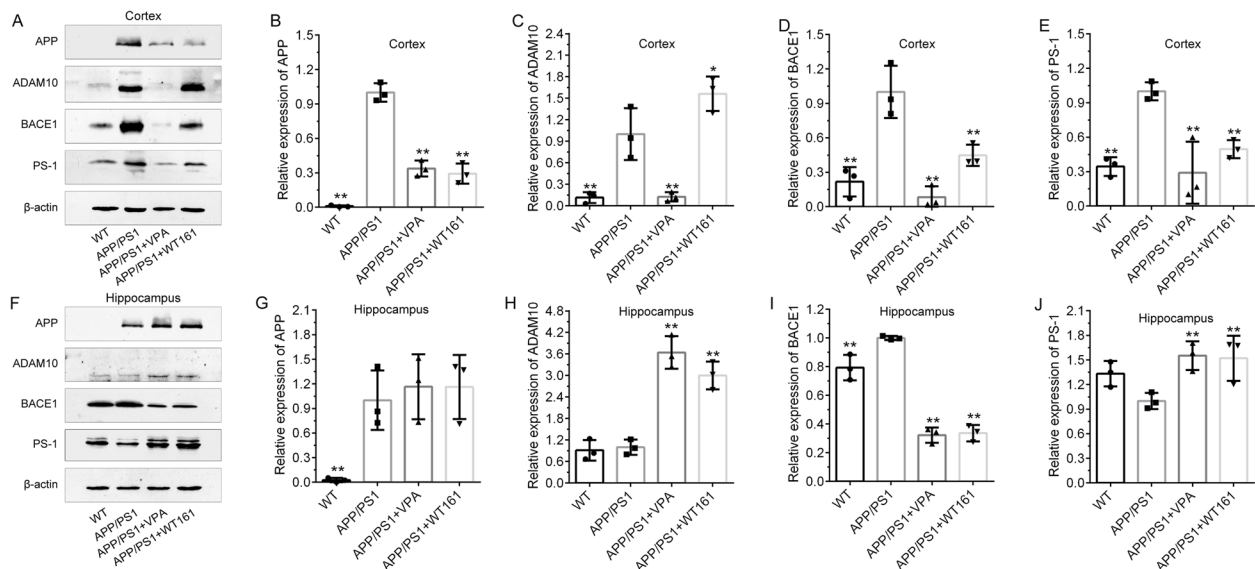 A
Cortex
APP
ADAM10
BACE1
PS-1
β-actin
WT
APP/PS1
APP/PS1+VPA
APP/PS1+WT161
B
Cortex
Relative expression of APP
1.5
1.2
0.9
0.6
0.3
0.0
**
**
**
WT
APP/PS1
APP/PS1+VPA
APP/PS1+WT161
C
Cortex
Relative expression of ADAM10
2.4
2.1
1.8
1.5
1.2
0.9
0.6
0.3
0.0
**
**
*
WT
APP/PS1
APP/PS1+VPA
APP/PS1+WT161
D
Cortex
Relative expression of BACE1
1.50
1.25
1.00
0.75
0.50
0.25
0.00
**
**
**
WT
APP/PS1
APP/PS1+VPA
APP/PS1+WT161
E
Cortex
Relative expression of PS-1
1.5
1.2
0.9
0.6
0.3
0.0
**
**
**
WT
APP/PS1
APP/PS1+VPA
APP/PS1+WT161
F
Hippocampus
APP
ADAM10
BACE1
PS-1
β-actin
WT
APP/PS1
APP/PS1+VPA
APP/PS1+WT161
G
Hippocampus
Relative expression of APP
2.1
1.8
1.5
1.2
0.9
0.6
0.3
0.0
**
WT
APP/PS1
APP/PS1+VPA
APP/PS1+WT161
H
Hippocampus
Relative expression of ADAM10
4.8
4.2
3.6
3.0
2.4
1.8
1.2
0.6
0.0
**
**
WT
APP/PS1
APP/PS1+VPA
APP/PS1+WT161
I
Hippocampus
Relative expression of BACE1
1.2
1.0
0.8
0.6
0.4
0.2
0.0
**
**
**
WT
APP/PS1
APP/PS1+VPA
APP/PS1+WT161
J
Hippocampus
Relative expression of PS-1
2.1
1.8
1.5
1.2
0.9
0.6
0.3
0.0
**
**
WT
APP/PS1
APP/PS1+VPA
APP/PS1+WT161